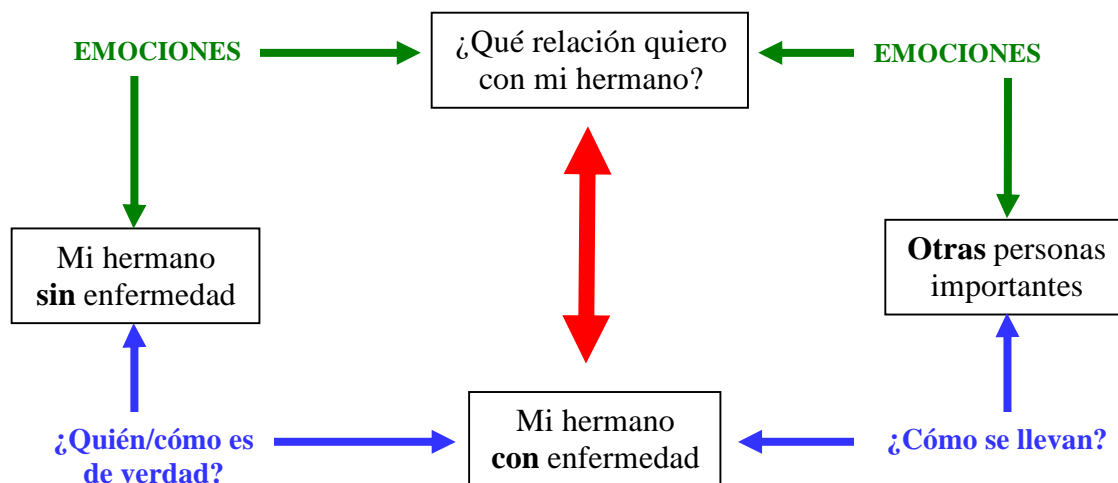 EMOCIONES
¿Qué relación quiero
con mi hermano?
EMOCIONES
Mi hermano
sin enfermedad
Otras personas
importantes
¿Quién/cómo es
de verdad?
Mi hermano
con enfermedad
¿Cómo se llevan?